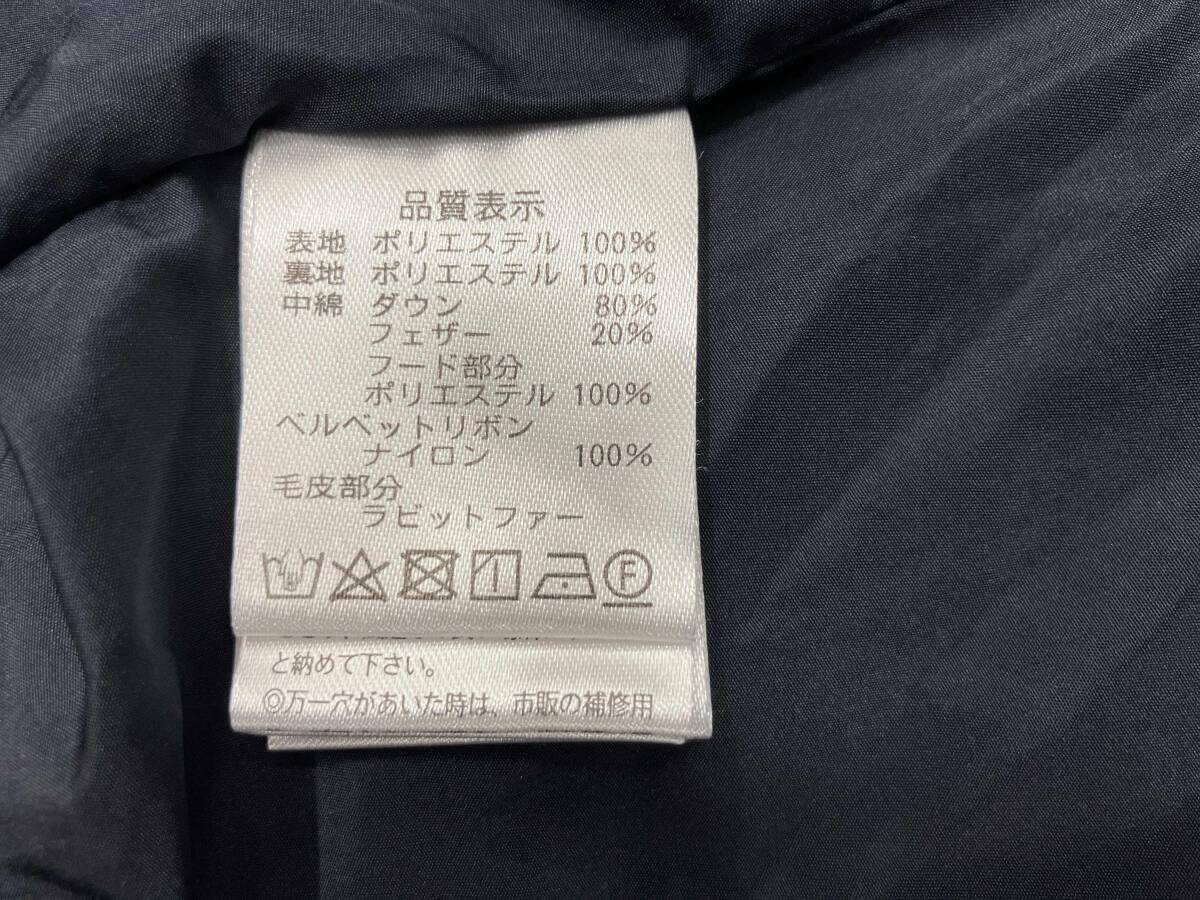 品質表示
表地 ポリエステル 100%
裏地 ポリエステル 100%
中綿 ダウン 80%
フェザー 20%
フード部分
ポリエステル 100%
ベルベットリボン
ナイロン 100%
毛皮部分
ラビットファー
F
と納めて下さい。
◎万一穴があいた時は、市販の補修用